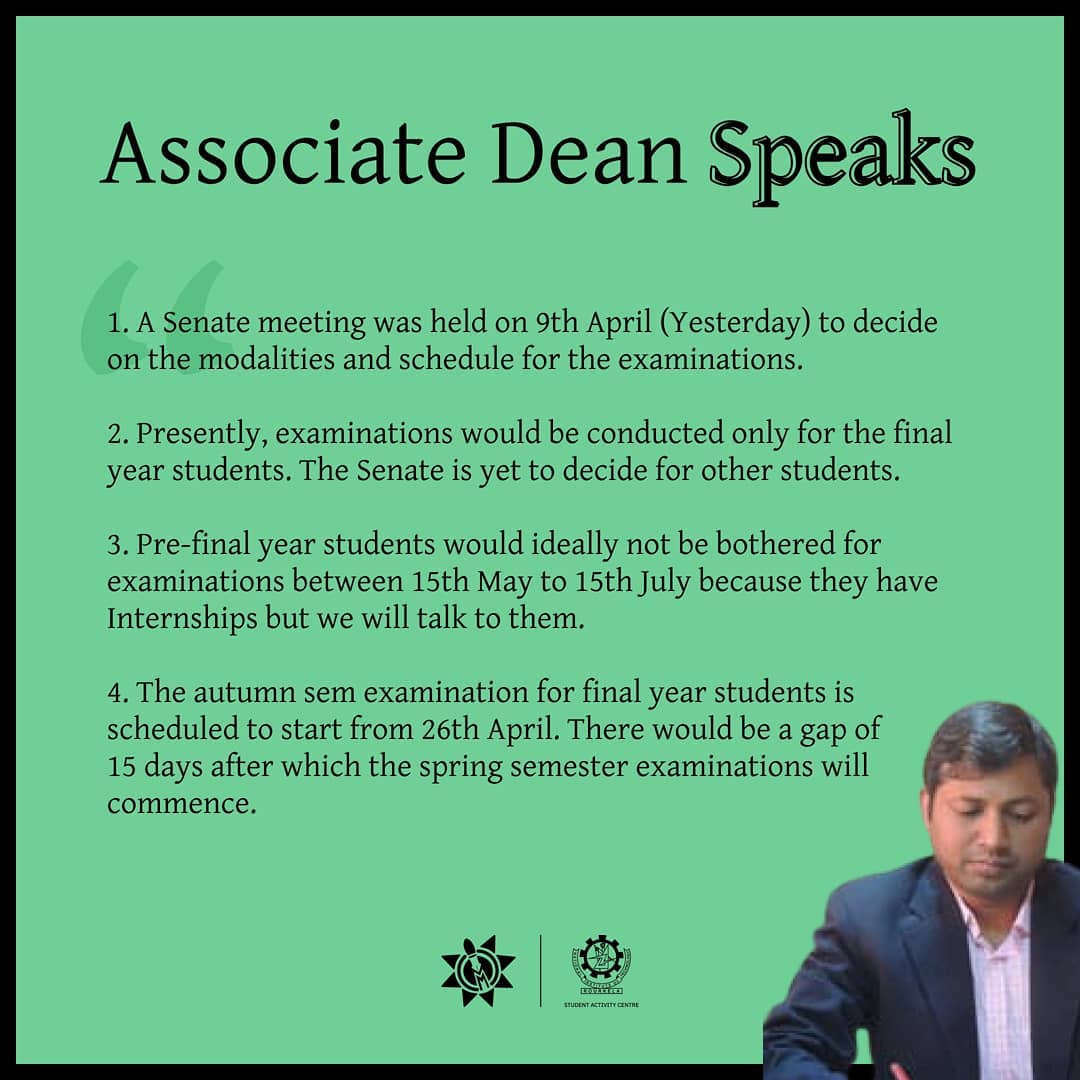 Associate Dean Speaks
“
1. A Senate meeting was held on 9th April (Yesterday) to decide
on the modalities and schedule for the examinations.
2. Presently, examinations would be conducted only for the final
year students. The Senate is yet to decide for other students.
3. Pre-final year students would ideally not be bothered for
examinations between 15th May to 15th July because they have
Internships but we will talk to them.
4. The autumn sem examination for final year students is
scheduled to start from 26th April. There would be a gap of
15 days after which the spring semester examinations will
commence.
ROURKELA
STUDENT ACTIVITY CENTRE